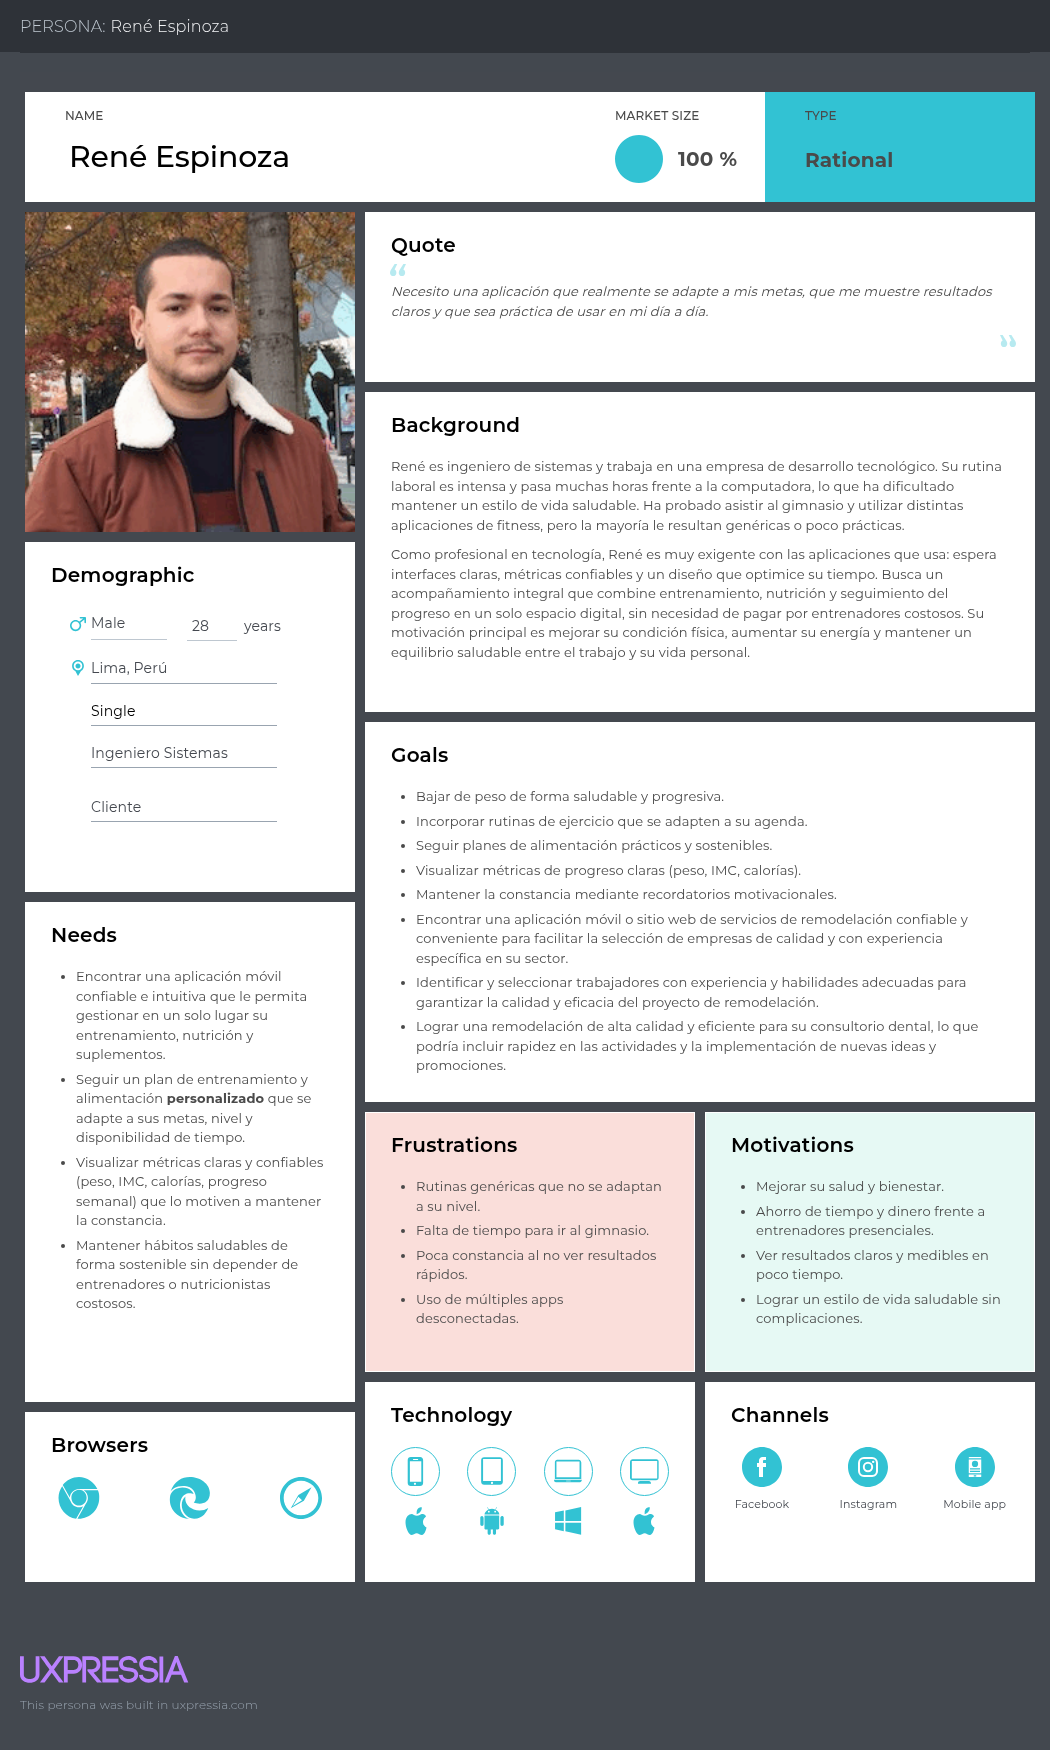 PERSONA: René Espinoza
NAME
René Espinoza
MARKET SIZE
100 %
TYPE
Rational
Quote
“
Necesito una aplicación que realmente se adapte a mis metas, que me muestre resultados
claros y que sea práctica de usar en mi día a día.
”
Background
René es ingeniero de sistemas y trabaja en una empresa de desarrollo tecnológico. Su rutina
laboral es intensa y pasa muchas horas frente a la computadora, lo que ha dificultado
mantener un estilo de vida saludable. Ha probado asistir al gimnasio y utilizar distintas
aplicaciones de fitness, pero la mayoría le resultan genéricas o poco prácticas.
Como profesional en tecnología, René es muy exigente con las aplicaciones que usa: espera
interfaces claras, métricas confiables y un diseño que optimice su tiempo. Busca un
acompañamiento integral que combine entrenamiento, nutrición y seguimiento del
progreso en un solo espacio digital, sin necesidad de pagar por entrenadores costosos. Su
motivación principal es mejorar su condición física, aumentar su energía y mantener un
equilibrio saludable entre el trabajo y su vida personal.
Demographic
Male
28 years
Lima, Perú
Single
Ingeniero Sistemas
Cliente
Goals
• Bajar de peso de forma saludable y progresiva.
• Incorporar rutinas de ejercicio que se adapten a su agenda.
• Seguir planes de alimentación prácticos y sostenibles.
• Visualizar métricas de progreso claras (peso, IMC, calorías).
• Mantener la constancia mediante recordatorios motivacionales.
• Encontrar una aplicación móvil o sitio web de servicios de remodelación confiable y
conveniente para facilitar la selección de empresas de calidad y con experiencia
específica en su sector.
• Identificar y seleccionar trabajadores con experiencia y habilidades adecuadas para
garantizar la calidad y eficacia del proyecto de remodelación.
• Lograr una remodelación de alta calidad y eficiente para su consultorio dental, lo que
podría incluir rapidez en las actividades y la implementación de nuevas ideas y
promociones.
Needs
• Encontrar una aplicación móvil
confiable e intuitiva que le permita
gestionar en un solo lugar su
entrenamiento, nutrición y
suplementos.
• Seguir un plan de entrenamiento y
alimentación personalizado que se
adapte a sus metas, nivel y
disponibilidad de tiempo.
• Visualizar métricas claras y confiables
(peso, IMC, calorías, progreso
semanal) que lo motiven a mantener
la constancia.
• Mantener hábitos saludables de
forma sostenible sin depender de
entrenadores o nutricionistas
costosos.
Frustrations
• Rutinas genéricas que no se adaptan
a su nivel.
• Falta de tiempo para ir al gimnasio.
• Poca constancia al no ver resultados
rápidos.
• Uso de múltiples apps
desconectadas.
Motivations
• Mejorar su salud y bienestar.
• Ahorro de tiempo y dinero frente a
entrenadores presenciales.
• Ver resultados claros y medibles en
poco tiempo.
• Lograr un estilo de vida saludable sin
complicaciones.
Browsers
Technology
Channels
Facebook
Instagram
Mobile app
UXPRESSIA
This persona was built in uxpressia.com